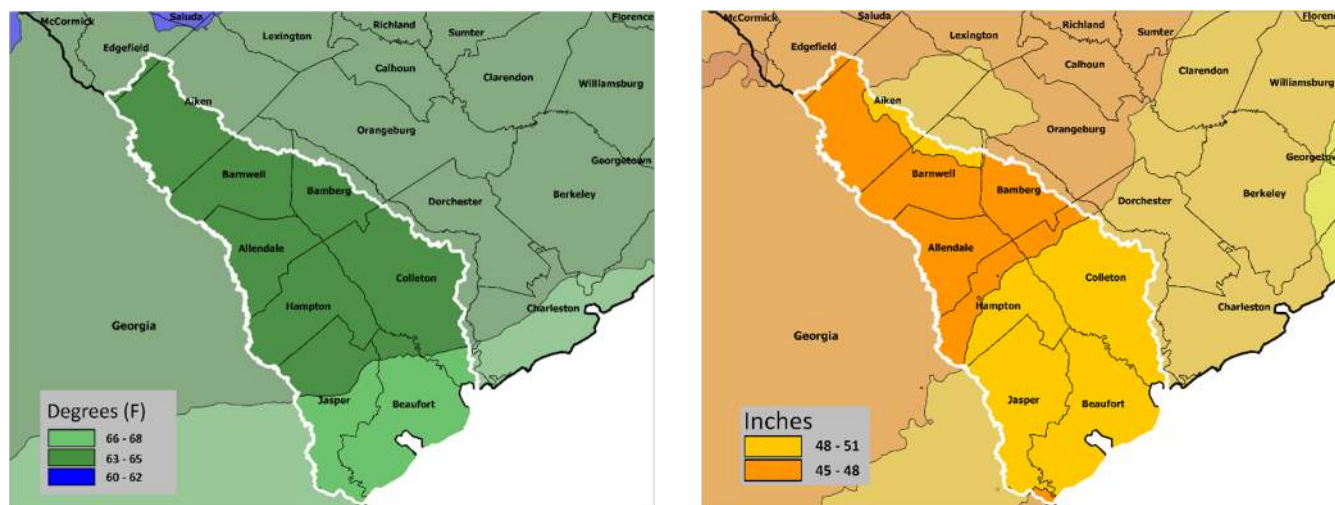 McCormick
Saluda
Florence
Richland
Sumter
Edgefield
Lexington
Calhoun
Clarendon
Williamsburg
Aiken
Orangeburg
Georgetown
Barnwell
Bamberg
Berkeley
Dorchester
Allendale
Colleton
Hampton
Charleston
Georgia
Jasper
Beaufort
Degrees (F)
66 - 68
63 - 65
60 - 62
McCormick
Saluda
Richland
Sumter
Edgefield
Lexington
Calhoun
Clarendon
Williamsburg
Aiken
Orangeburg
Georgetown
Barnwell
Bamberg
Berkeley
Dorchester
Allendale
Colleton
Hampton
Charleston
Georgia
Jasper
Beaufort
Inches
48 - 51
45 - 48